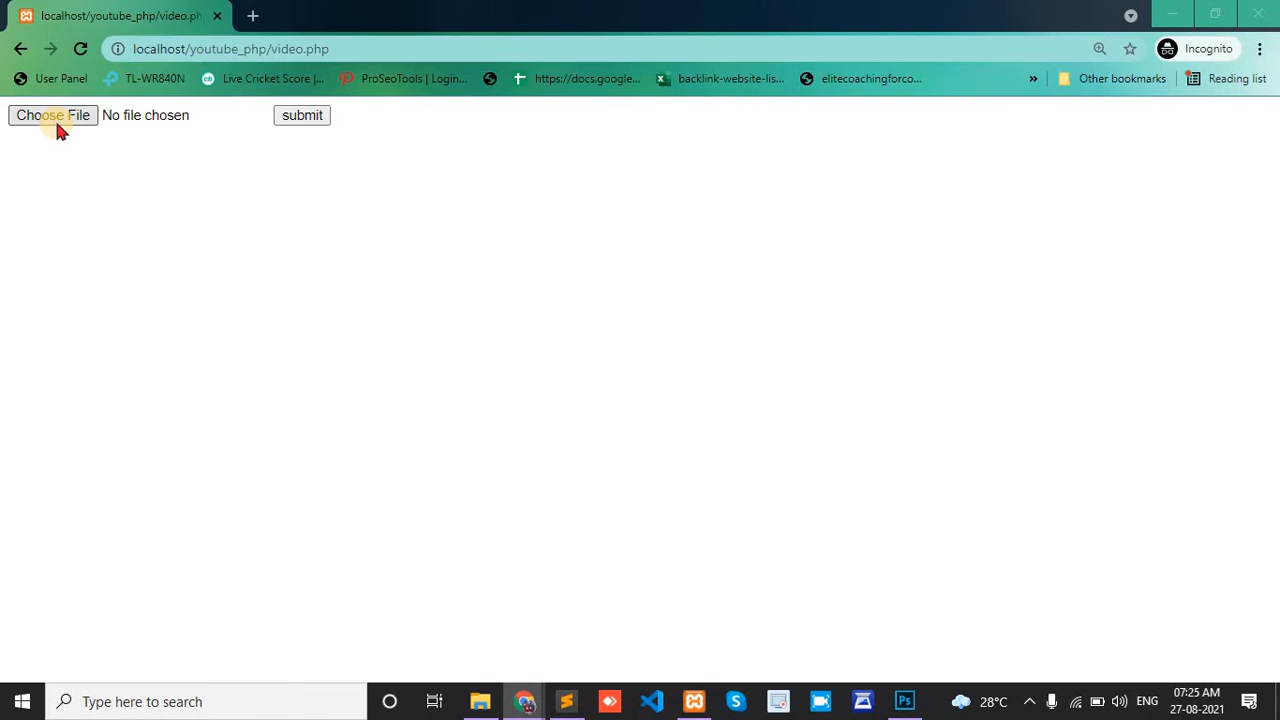 localhost/youtube_php/video.ph
localhost/youtube_php/video.php
Incognito
User Panel
TL-WR840N
Live Cricket Score |...
ProSeoTools | Login...
https://docs.google...
backlink-website-lis...
elitecoachingforco...
»
Other bookmarks
Reading list
Choose File No file chosen
submit
Type here to search
28°C
ENG
07:25 AM
27-08-2021